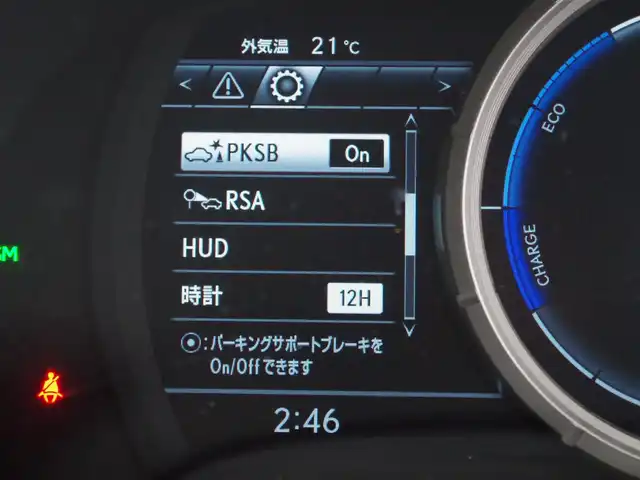 外気温 21℃
PKSB On
RSA
HUD
時計 12H
⦿:パーキングサポートブレーキを
On/Offできます
2:46
ECO
CHARGE